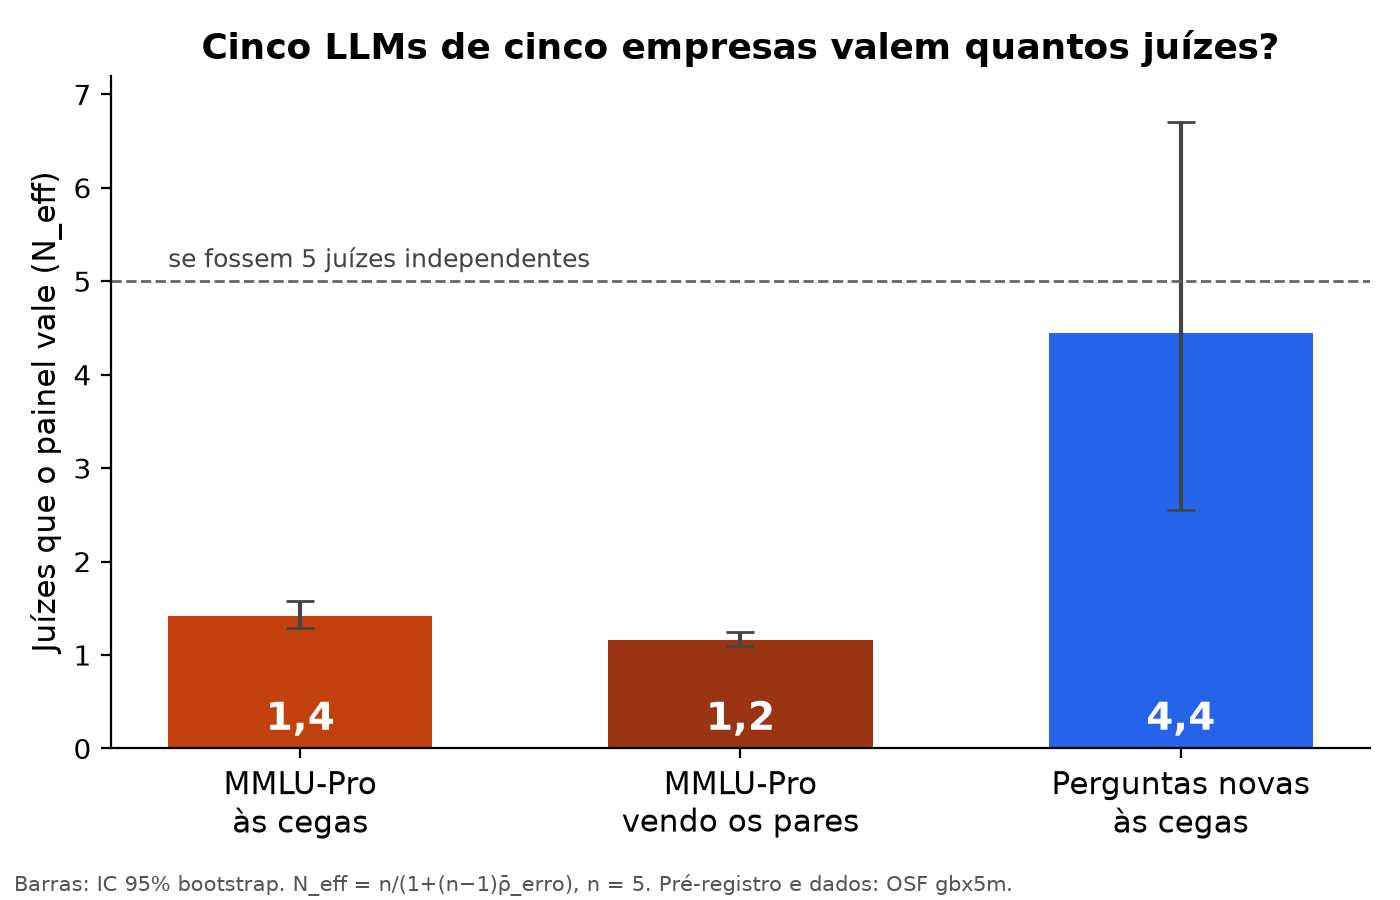 Cinco LLMs de cinco empresas valem quantos juízes?
Juízes que o painel vale (N_eff)
7
6
5
4
3
2
1
0
se fossem 5 juízes independentes
1,4
1,2
4,4
MMLU-Pro
às cegas
MMLU-Pro
vendo os pares
Perguntas novas
às cegas
Barras: IC 95% bootstrap. N_eff = n/(1+(n−1)ρ̄_erro), n = 5. Pré-registro e dados: OSF gbx5m.